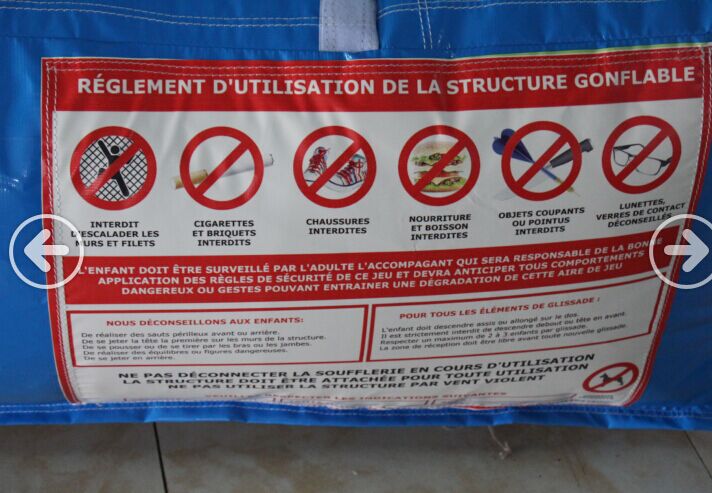 RÉGLEMENT D'UTILISATION DE LA STRUCTURE GONFLABLE
INTERDIT
D'ESCALADER LES
MURS ET FILETS
CIGARETTES
ET BRIQUETS
INTERDITS
CHAUSSURES
INTERDITES
NOURRITURE
ET BOISSON
INTERDITES
OBJETS COUPANTS
OU POINTUS
INTERDITS
LUNETTES,
VERRES DE CONTACT
DÉCONSEILLÉS
L'ENFANT DOIT ÊTRE SURVEILLÉ PAR L'ADULTE L'ACCOMPAGNANT QUI SERA RESPONSABLE DE LA BONNE
APPLICATION DES RÈGLES DE SÉCURITÉ DE CE JEU ET DEVRA ANTICIPER TOUS COMPORTEMENTS
DANGEREUX OU GESTES POUVANT ENTRAINER UNE DÉGRADATION DE CETTE AIRE DE JEU
NOUS DÉCONSEILLONS AUX ENFANTS:
De réaliser des sauts périlleux avant ou arrière.
De se jeter la tête la première sur les murs de la structure.
De se pousser ou de se tirer par les bras ou les jambes.
De réaliser des équilibres ou figures dangereuses.
De se jeter en arrière.
POUR TOUS LES ÉLÉMENTS DE GLISSADE :
L'enfant doit descendre assis ou allongé sur le dos.
Il est strictement interdit de descendre debout ou tête en avant.
Respecter un maximum de 2 à 3 enfants par glissade.
La zone de réception doit être libre avant toute nouvelle glissade.
NE PAS DÉCONNECTER LA SOUFFLERIE EN COURS D'UTILISATION
LA STRUCTURE DOIT ÊTRE ATTACHÉE POUR TOUTE UTILISATION
NE PAS UTILISER LA STRUCTURE PAR VENT VIOLENT
RESPECTER LES INDICATIONS SUIVANTES